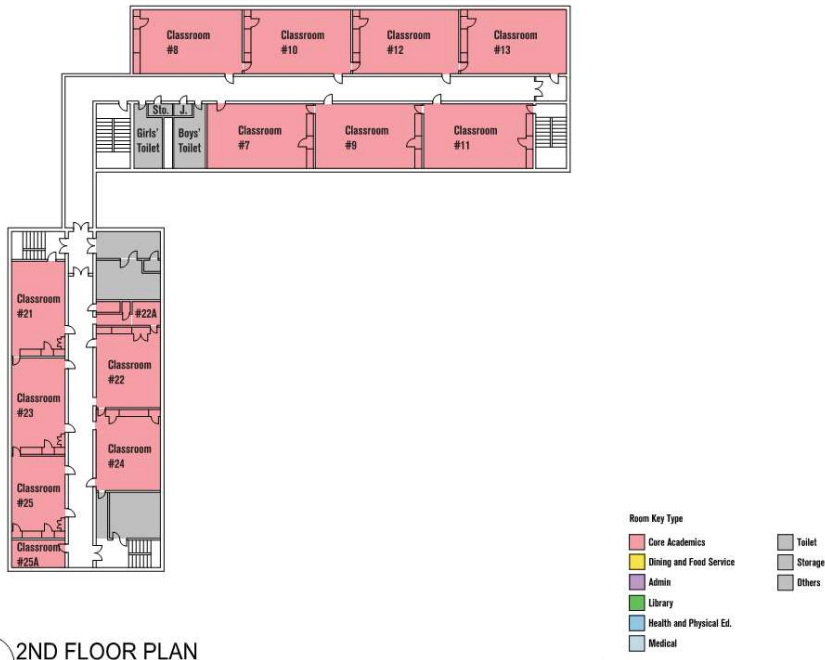 Classroom
#8
Classroom
#10
Classroom
#12
Classroom
#13
Sto.
J.
Girls'
Toilet
Boys'
Toilet
Classroom
#7
Classroom
#9
Classroom
#11
Classroom
#21
#22A
Classroom
#22
Classroom
#23
Classroom
#24
Classroom
#25
Classroom
#25A
Room Key Type
Core Academics
Dining and Food Service
Admin
Library
Health and Physical Ed.
Medical
Toilet
Storage
Others
2ND FLOOR PLAN